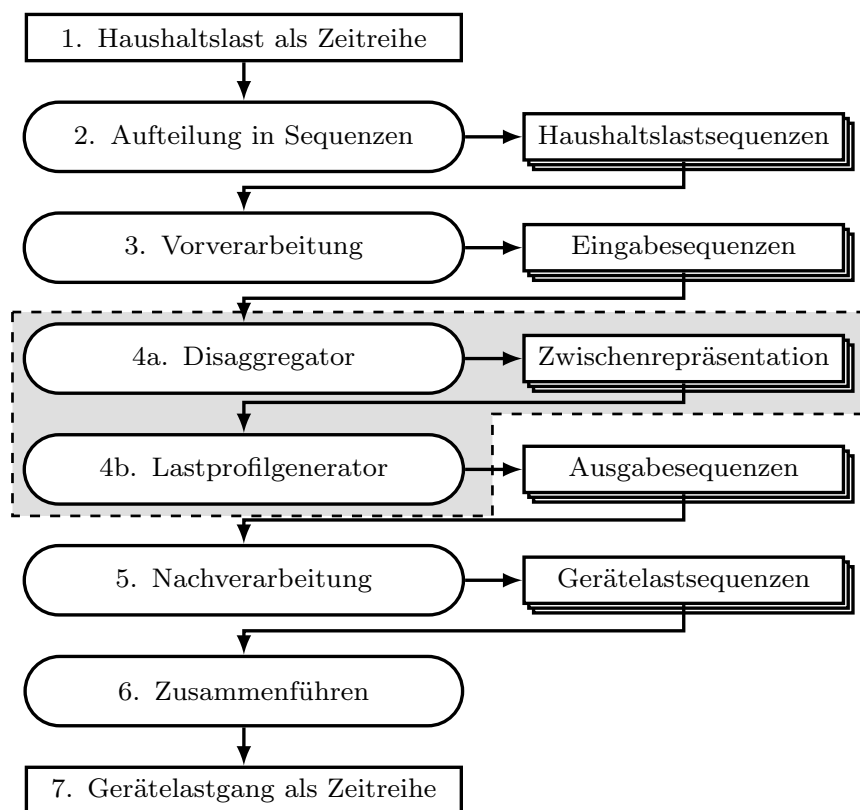 1. Haushaltslast als Zeitreihe
2. Aufteilung in Sequenzen
Haushaltslastsequenzen
3. Vorverarbeitung
Eingabesequenzen
4a. Disaggregator
Zwischenrepräsentation
4b. Lastprofilgenerator
Ausgabesequenzen
5. Nachverarbeitung
Gerätelastsequenzen
6. Zusammenführen
7. Gerätelastgang als Zeitreihe